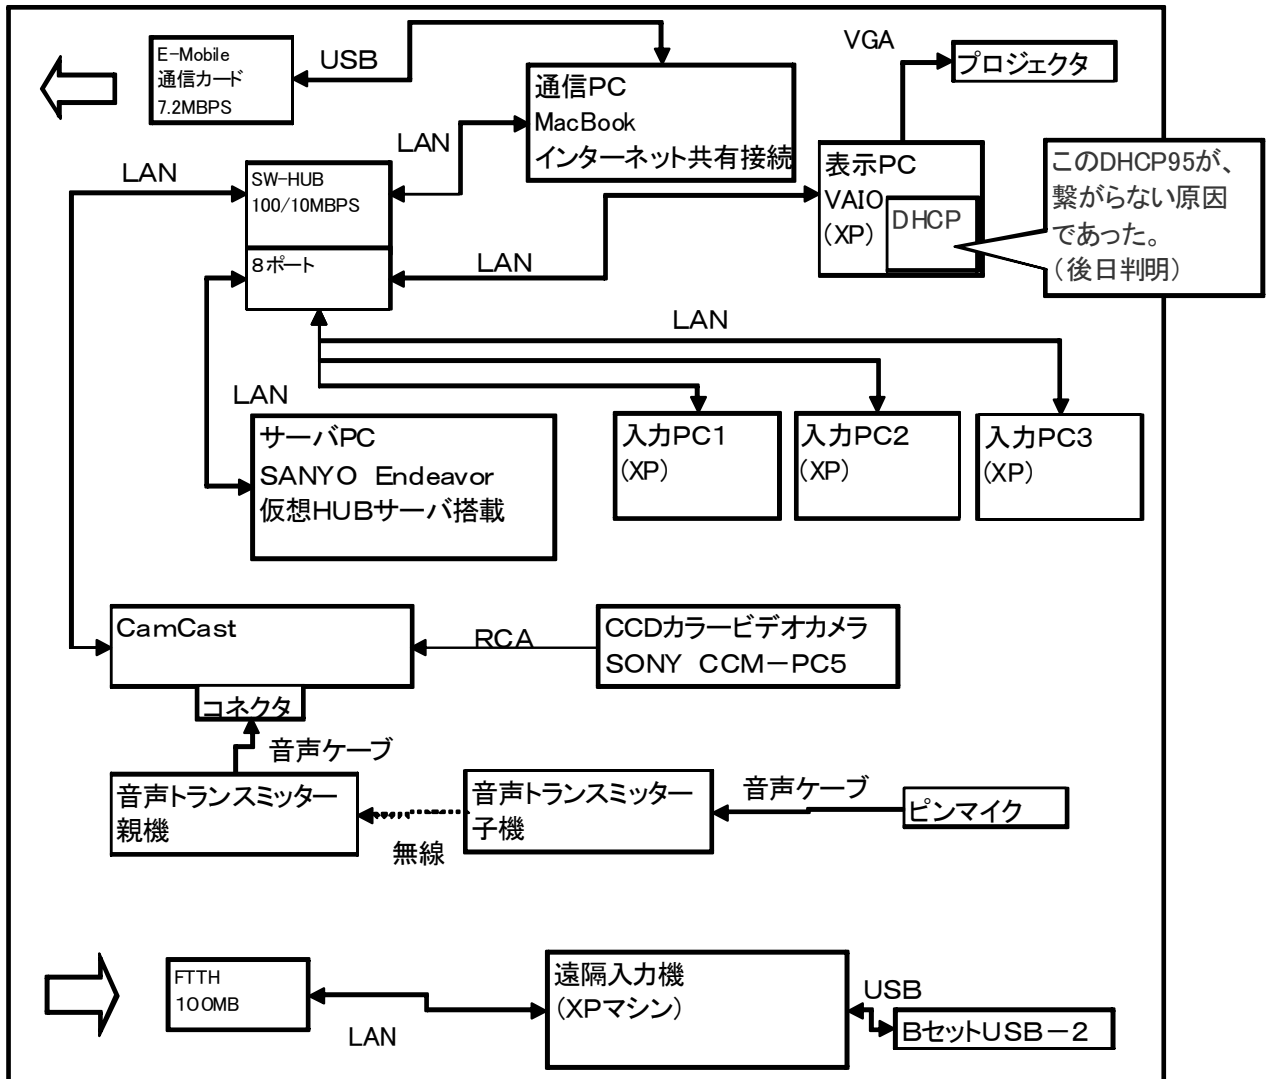 E-Mobile
通信カード
7.2MBPS
USB
通信PC
MacBook
インターネット共有接続
VGA
プロジェクタ
LAN
LAN
SW-HUB
100/10MBPS
8ポート
表示PC
VAIO
(XP)
DHCP
このDHCP95が、
繋がらない原因
であった。
(後日判明)
LAN
LAN
LAN
サーバPC
SANYO Endeavor
仮想HUBサーバ搭載
入力PC1
(XP)
入力PC2
(XP)
入力PC3
(XP)
CamCast
コネクタ
RCA
CCDカラービデオカメラ
SONY CCM-PC5
音声ケーブ
音声トランスミッター
親機
無線
音声トランスミッター
子機
音声ケーブ
ピンマイク
FTTH
100MB
LAN
遠隔入力機
(XPマシン)
USB
BセットUSB-2